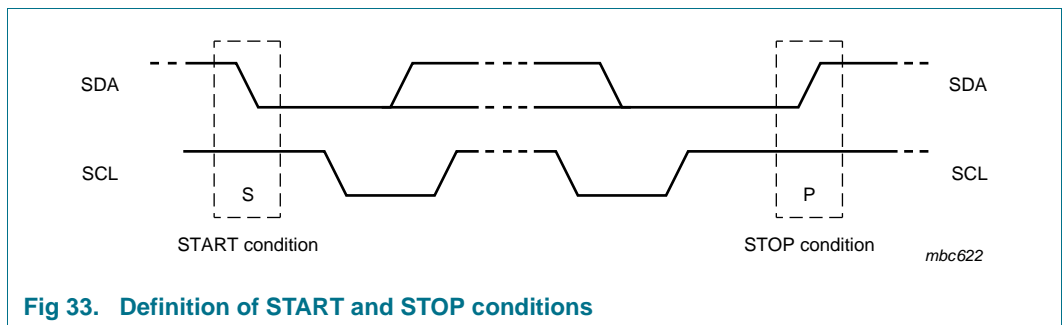 SDA
SDA
SCL
SCL
S
P
START condition
STOP condition
mbc622
Fig 33. Definition of START and STOP conditions